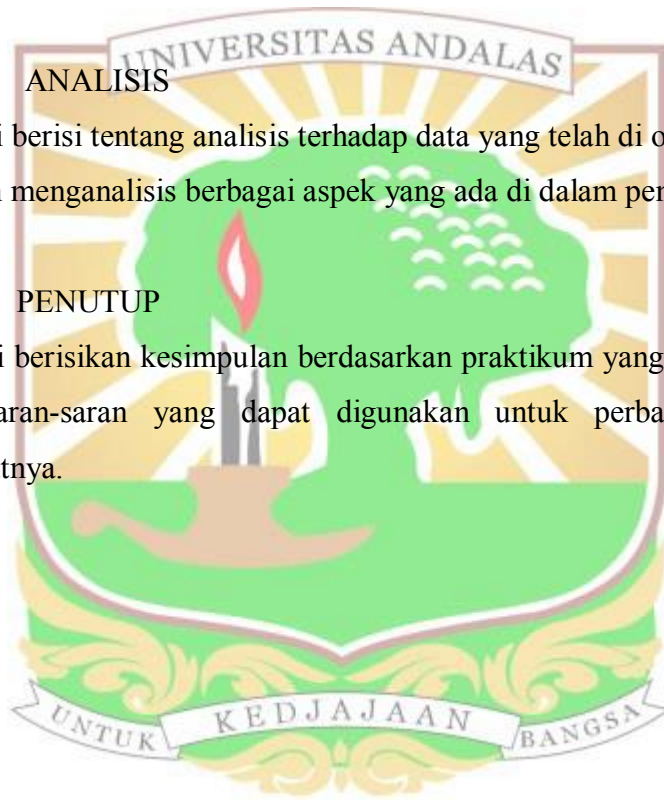 UNIVERSITAS ANDALAS
ANALISIS
i berisi tentang analisis terhadap data yang telah di o
menganalisis berbagai aspek yang ada di dalam pen
PENUTUP
i berisikan kesimpulan berdasarkan praktikum yang
aran-saran yang dapat digunakan untuk perba
tnya.
UNTUK KEDJAJAAN BANGSA